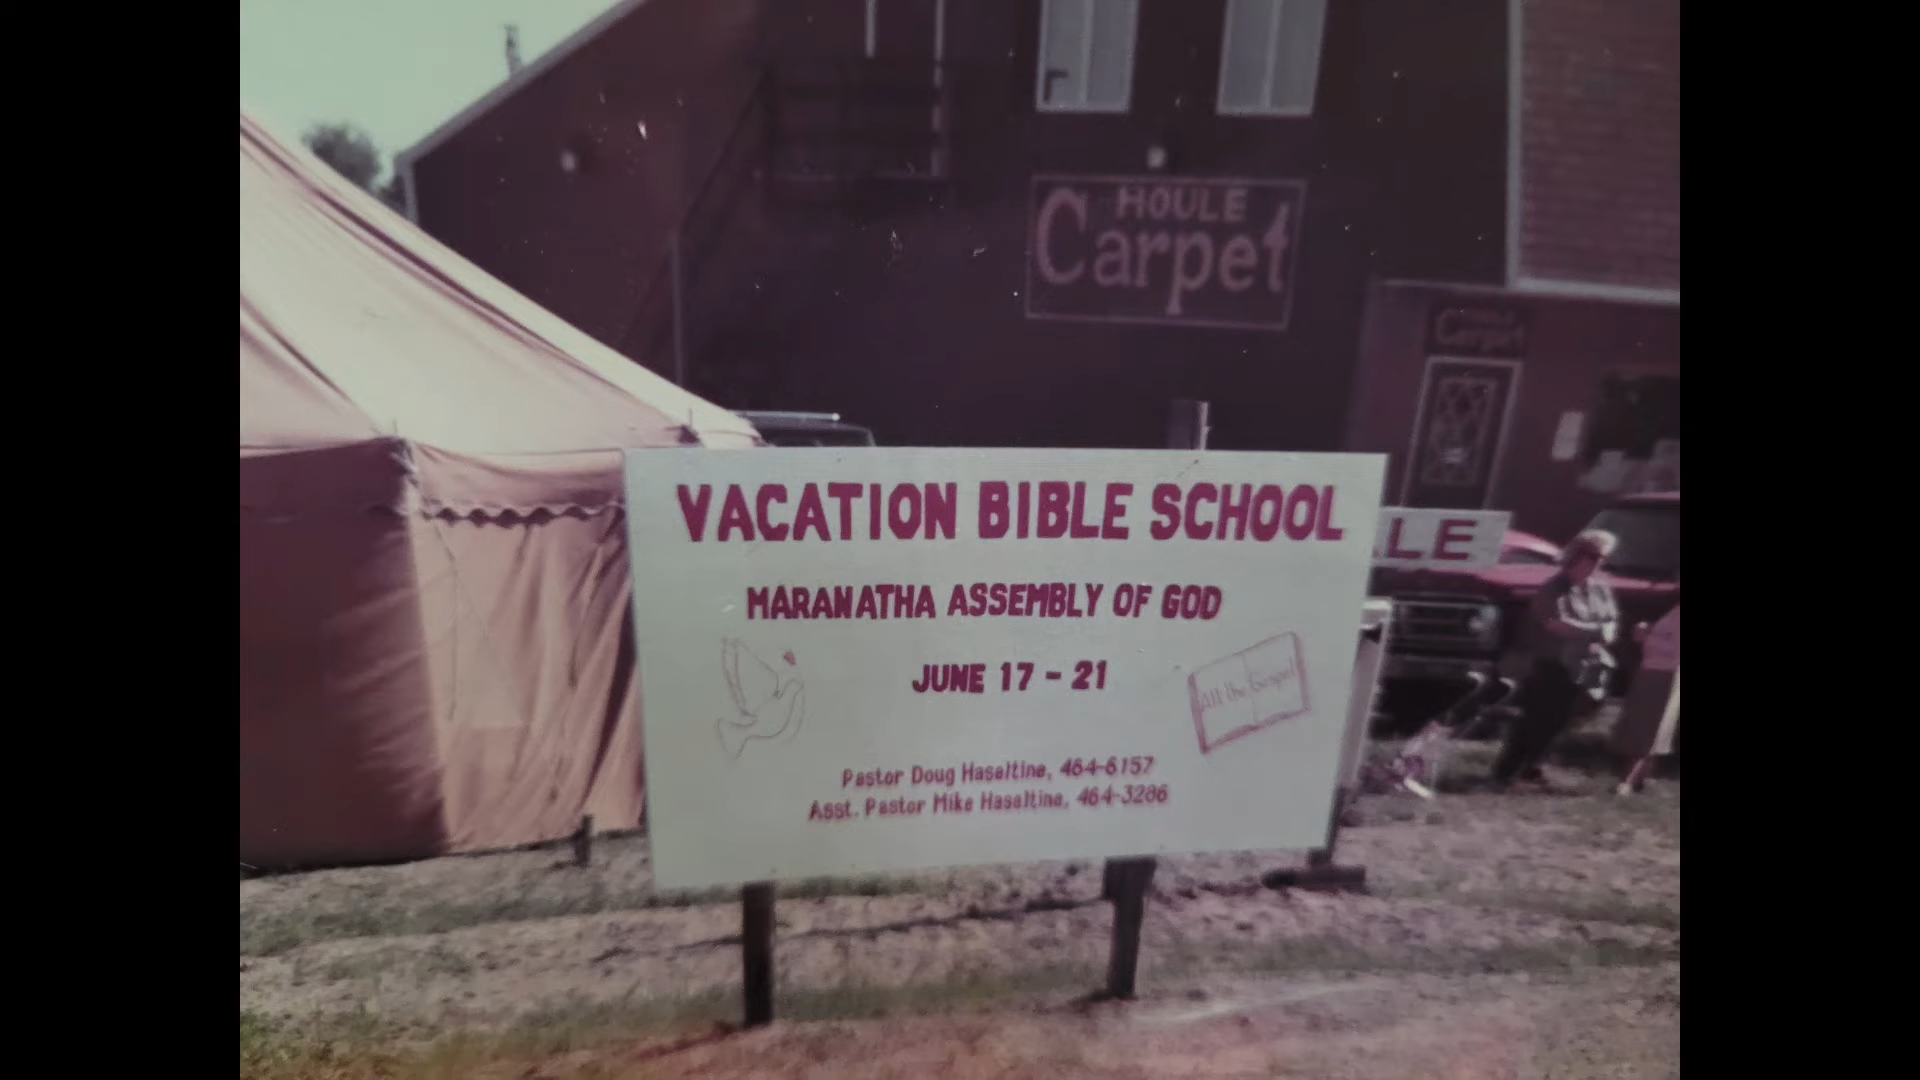 HOULE
Carpet
Carpet
VACATION BIBLE SCHOOL
MARANATHA ASSEMBLY OF GOD
JUNE 17 - 21
All the Gospel
Pastor Doug Haseltine, 464-6157
Asst. Pastor Mike Haseltine, 464-3286
LE